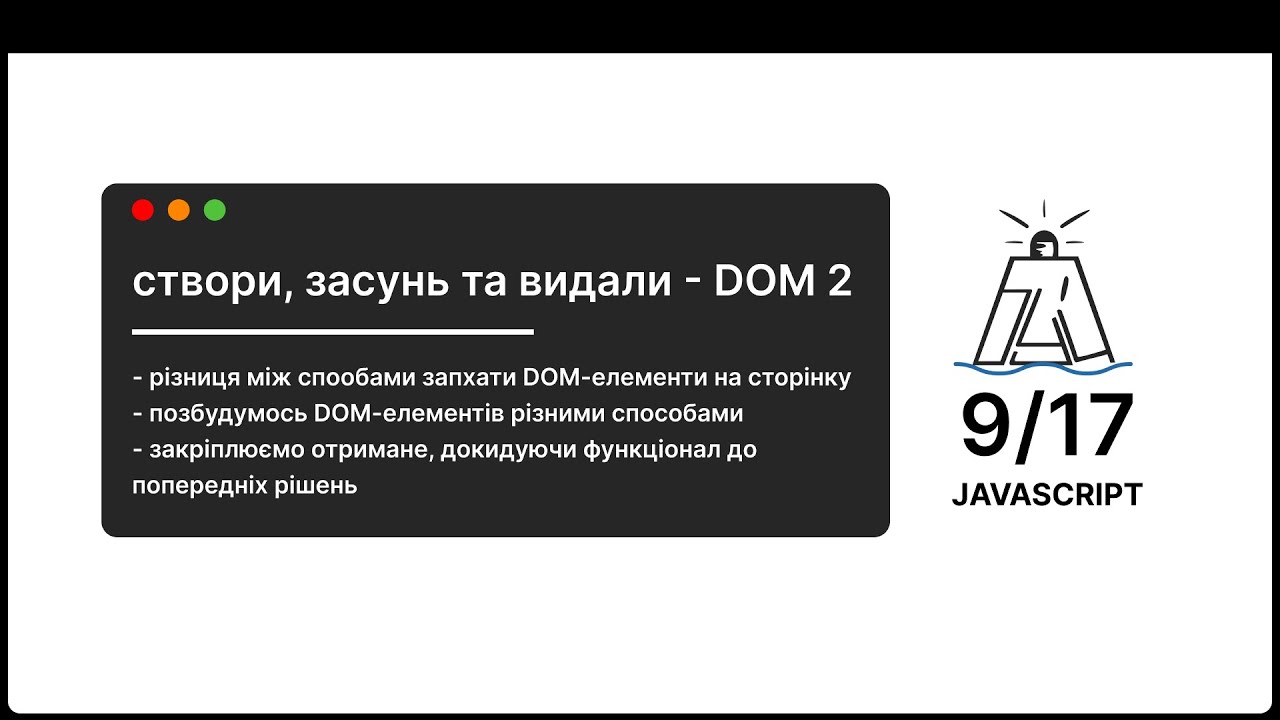 створи, засунь та видали - DOM 2
- різниця між спообами запхати DOM-елементи на сторінку
- позбудумось DOM-елементів різними способами
- закріплюємо отримане, докидуючи функціонал до
попередніх рішень
9/17
JAVASCRIPT